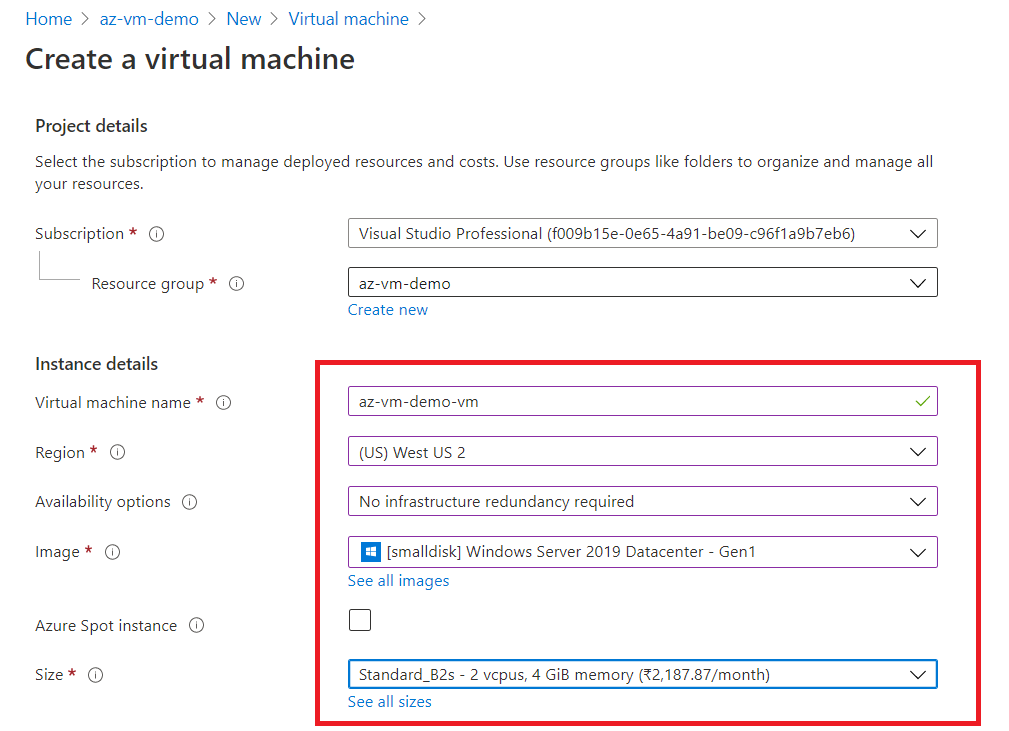 Home > az-vm-demo > New > Virtual machine >
Create a virtual machine
Project details
Select the subscription to manage deployed resources and costs. Use resource groups like folders to organize and manage all
your resources.
Subscription *
Visual Studio Professional (f009b15e-0e65-4a91-be09-c96f1a9b7eb6)
Resource group *
az-vm-demo
Create new
Instance details
Virtual machine name *
az-vm-demo-vm
Region *
(US) West US 2
Availability options
No infrastructure redundancy required
Image *
[smalldisk] Windows Server 2019 Datacenter - Gen1
See all images
Azure Spot instance
Size *
Standard_B2s - 2 vcpus, 4 GiB memory (₹2,187.87/month)
See all sizes